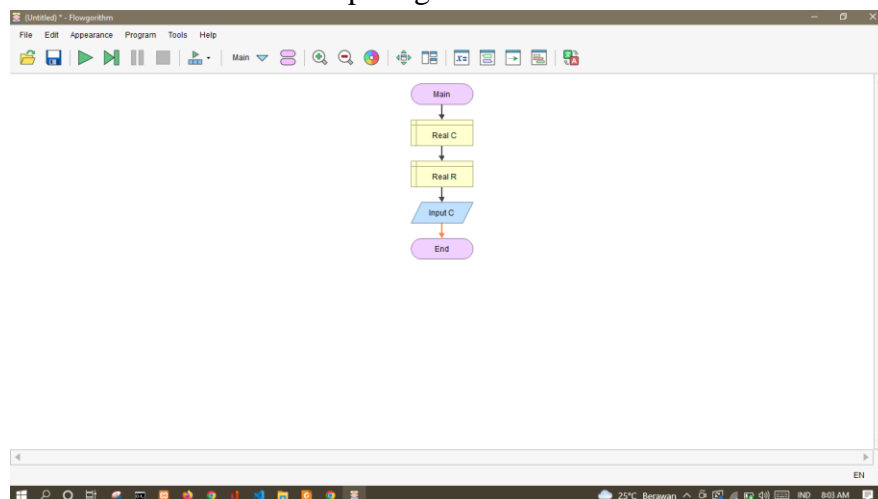 (Untitled) * - Flowgorithm
File Edit Appearance Program Tools Help
Main
X=
Main
Real C
Real R
Input C
End
EN
25°C Berawan
IND
8:03 AM